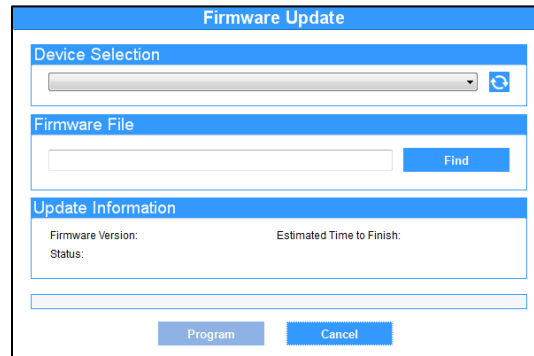 Firmware Update
Device Selection
Firmware File
Find
Update Information
Firmware Version: Estimated Time to Finish:
Status:
Program Cancel